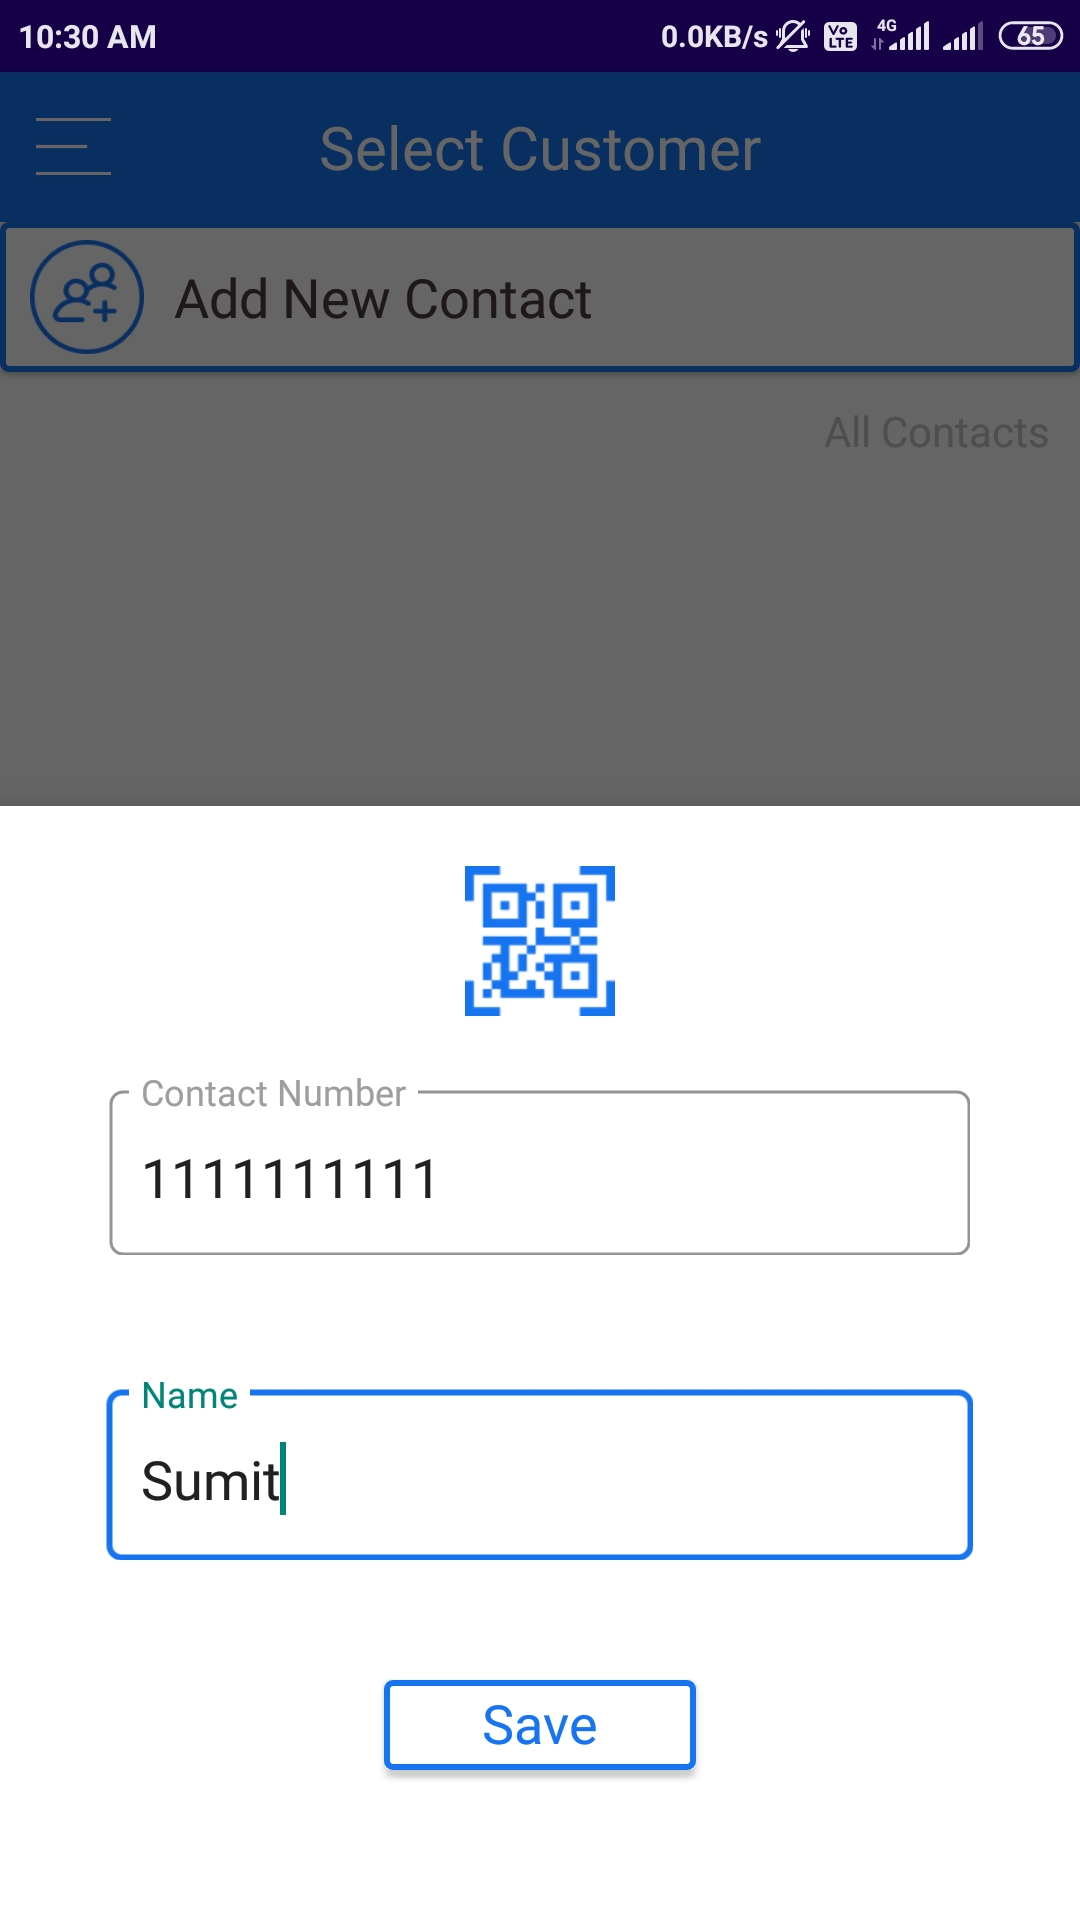 10:30 AM 0.0KB/s Vo LTE 4G 65
Select Customer
Add New Contact
All Contacts
Contact Number
1111111111
Name
Sumit
Save